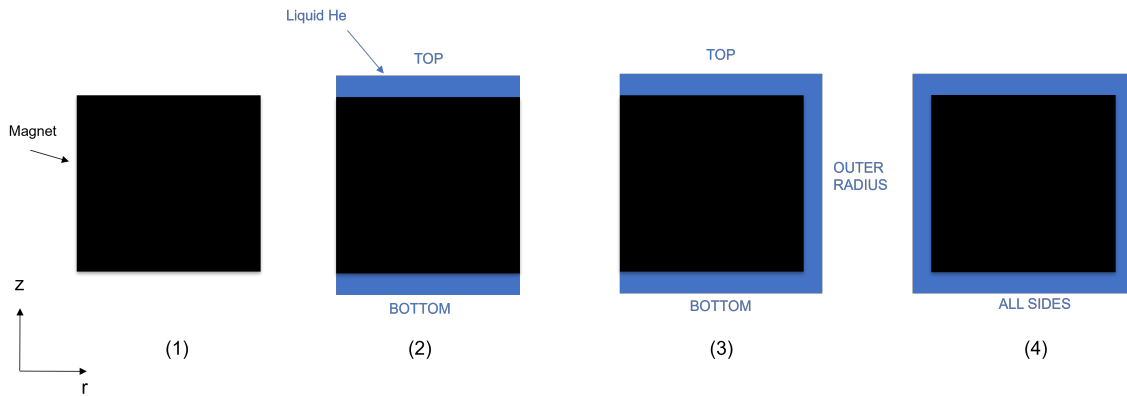 Liquid He
TOP
TOP
Magnet
OUTER
RADIUS
BOTTOM
BOTTOM
ALL SIDES
z
r
(1)
(2)
(3)
(4)